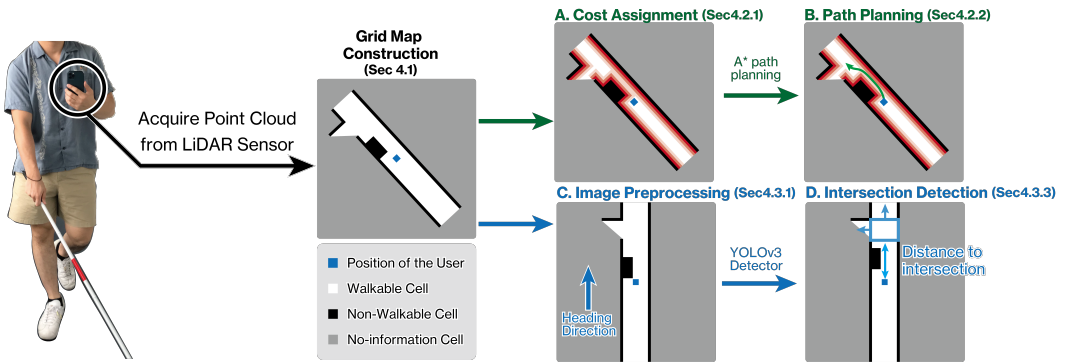 Acquire Point Cloud
from LiDAR Sensor
Grid Map
Construction
(Sec 4.1)
Position of the User
Walkable Cell
Non-Walkable Cell
No-information Cell
A. Cost Assignment (Sec4.2.1)
A* path
planning
B. Path Planning (Sec4.2.2)
C. Image Preprocessing (Sec4.3.1)
Heading
Direction
YOLOv3
Detector
D. Intersection Detection (Sec4.3.3)
Distance to
intersection